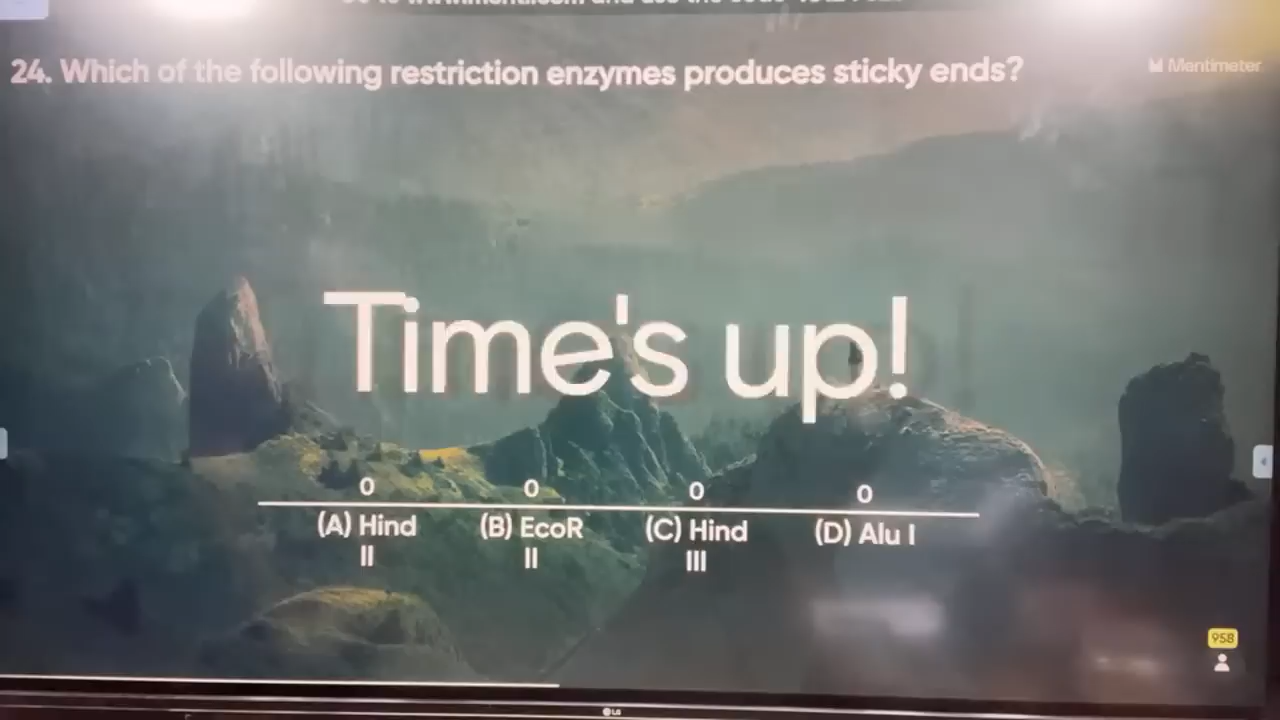 24. Which of the following restriction enzymes produces sticky ends?
Mentimeter
Time's up!
0 0 0 0
(A) Hind (B) EcoR (C) Hind (D) Alu I
II II III
958
LG